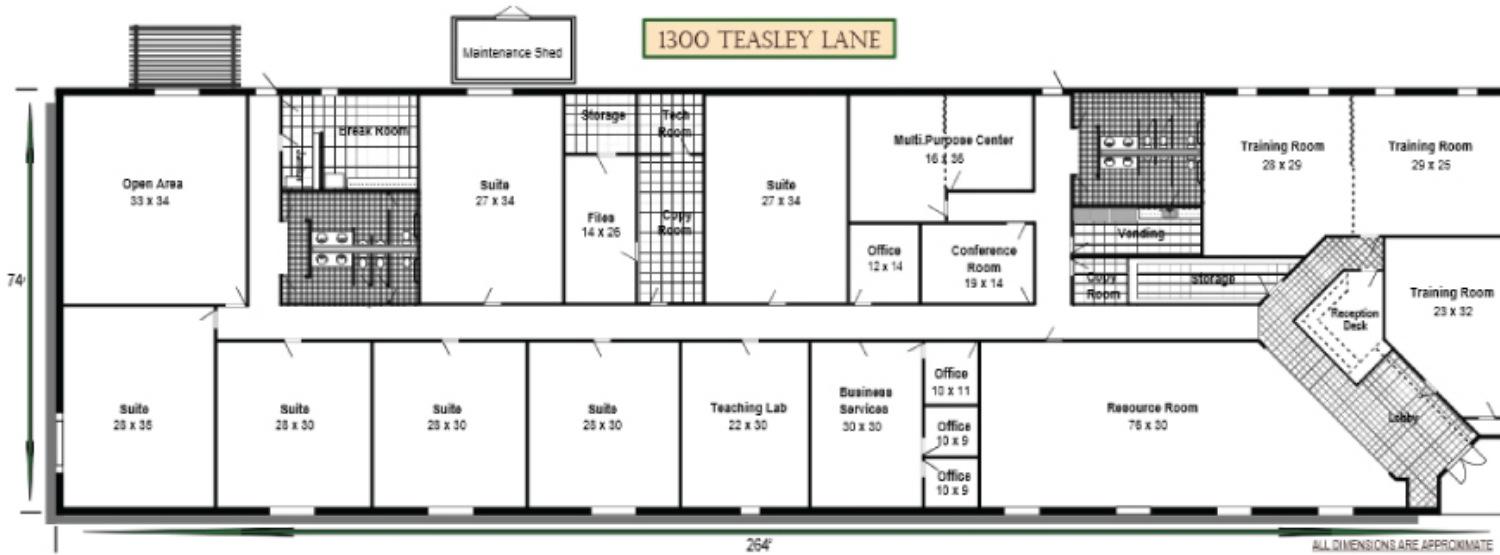 1300 TEASLEY LANE
Maintenance Shed
Break Room
Storage
Tech
Room
Multi.Purpose Center
16 x 36
Training Room
28 x 29
Training Room
29 x 25
Open Area
33 x 34
Suite
27 x 34
Files
14 x 26
Copy
Room
Suite
27 x 34
Office
12 x 14
Conference
Room
19 x 14
Vending
Copy
Room
Storage
Reception
Desk
Training Room
23 x 32
74'
Suite
28 x 35
Suite
28 x 30
Suite
28 x 30
Suite
28 x 30
Teaching Lab
22 x 30
Business
Services
30 x 30
Office
10 x 11
Office
10 x 9
Office
10 x 9
Resource Room
76 x 30
Lobby
264'
ALL DIMENSIONS ARE APPROXIMATE